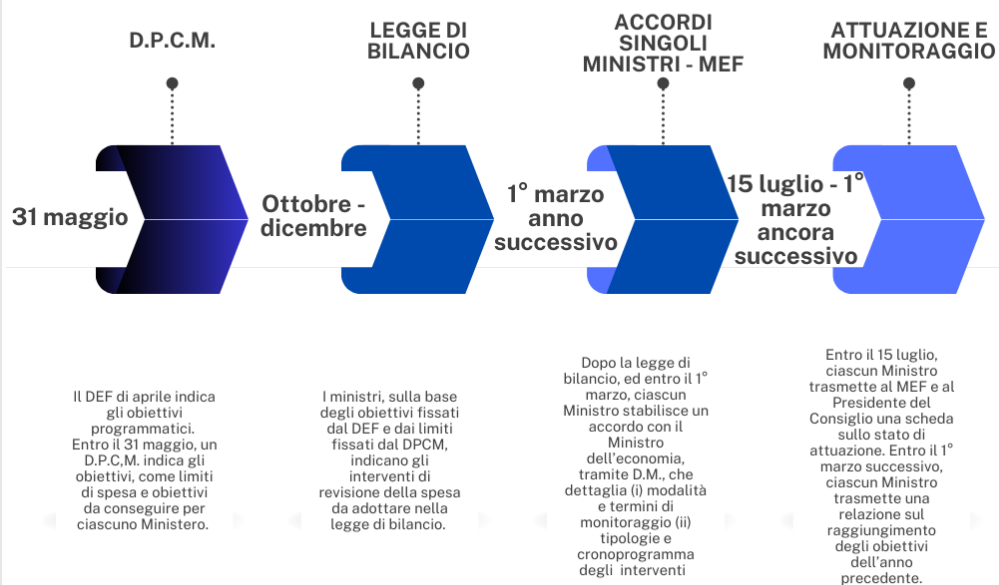 D.P.C.M.
LEGGE DI
BILANCIO
ACCORDI
SINGOLI
MINISTRI - MEF
ATTUAZIONE E
MONITORAGGIO
31 maggio
Ottobre -
dicembre
1° marzo
anno
successivo
15 luglio - 1°
marzo
ancora
successivo
Il DEF di aprile indica
gli obiettivi
programmatici.
Entro il 31 maggio, un
D.P.C,M. indica gli
obiettivi, come limiti
di spesa e obiettivi
da conseguire per
ciascuno Ministero.
I ministri, sulla base
degli obiettivi fissati
dal DEF e dai limiti
fissati dal DPCM,
indicano gli
interventi di
revisione della spesa
da adottare nella
legge di bilancio.
Dopo la legge di
bilancio, ed entro il 1°
marzo, ciascun
Ministro stabilisce un
accordo con il
Ministro
dell'economia,
tramite D.M., che
dettaglia (i) modalità
e termini di
monitoraggio (ii)
tipologie e
cronoprogramma
degli interventi
Entro il 15 luglio,
ciascun Ministro
trasmette al MEF e al
Presidente del
Consiglio una scheda
sullo stato di
attuazione. Entro il 1°
marzo successivo,
ciascun Ministro
trasmette una
relazione sul
raggiungimento
degli obiettivi
dell'anno
precedente.